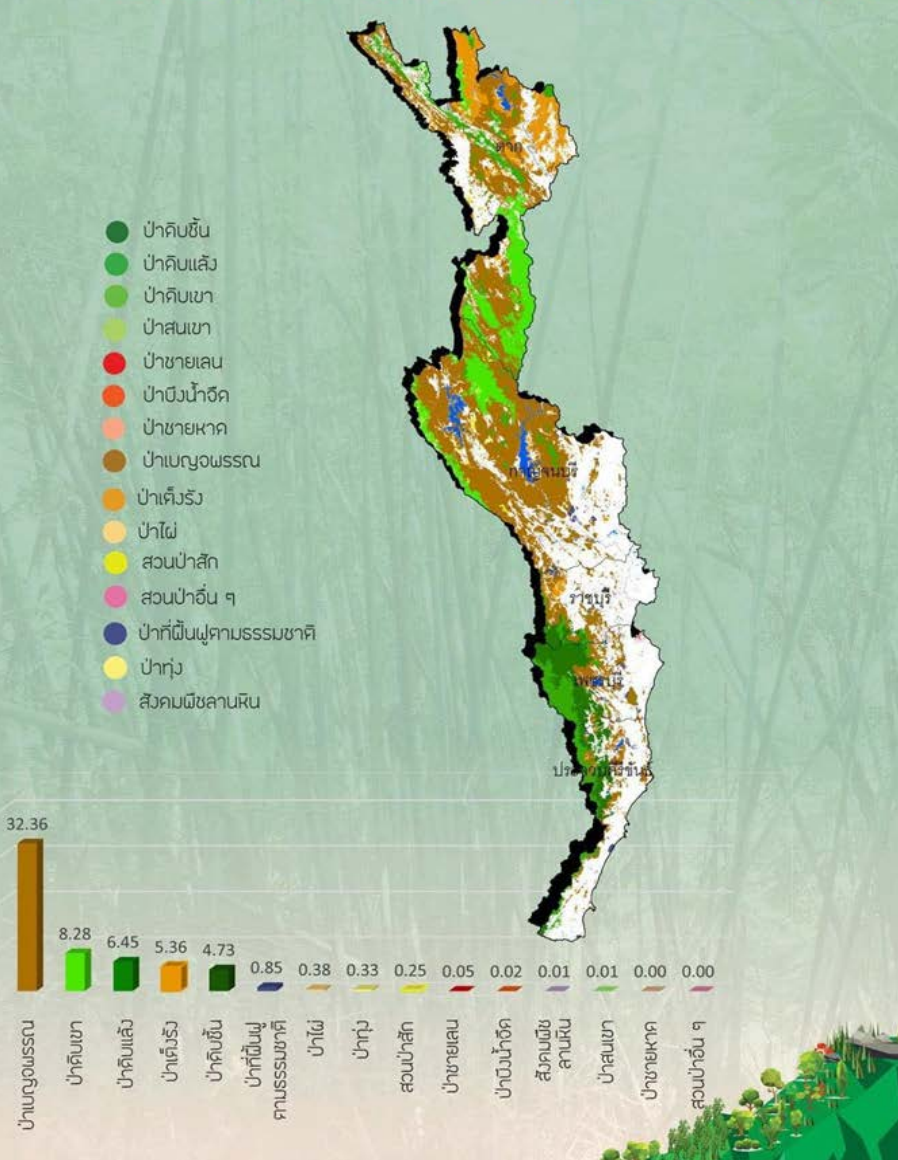 ตาก
ป่าดิบชื้น
ป่าดิบแล้ง
ป่าดิบเขา
ป่าสนเขา
ป่าชายเลน
ป่าบึงน้ำจืด
ป่าชายหาด
ป่าเบญจพรรณ
ป่าเต็งรัง
ป่าไผ่
สวนป่าสัก
สวนป่าอื่น ๆ
ป่าที่ฟื้นฟูตามธรรมชาติ
ป่าทุ่ง
สังคมพืชลานหิน
กาญจนบุรี
ราชบุรี
เพชรบุรี
ประจวบคีรีขันธ์
32.36
8.28
6.45
5.36
4.73
0.85
0.38
0.33
0.25
0.05
0.02
0.01
0.01
0.00
0.00
ป่าเบญจพรรณ
ป่าดิบเขา
ป่าดิบแล้ง
ป่าเต็งรัง
ป่าดิบชื้น
ป่าที่ฟื้นฟู
ตามธรรมชาติ
ป่าไผ่
ป่าทุ่ง
สวนป่าสัก
ป่าชายเลน
ป่าบึงน้ำจืด
สังคมพืช
ลานหิน
ป่าสนเขา
ป่าชายหาด
สวนป่าอื่น ๆ